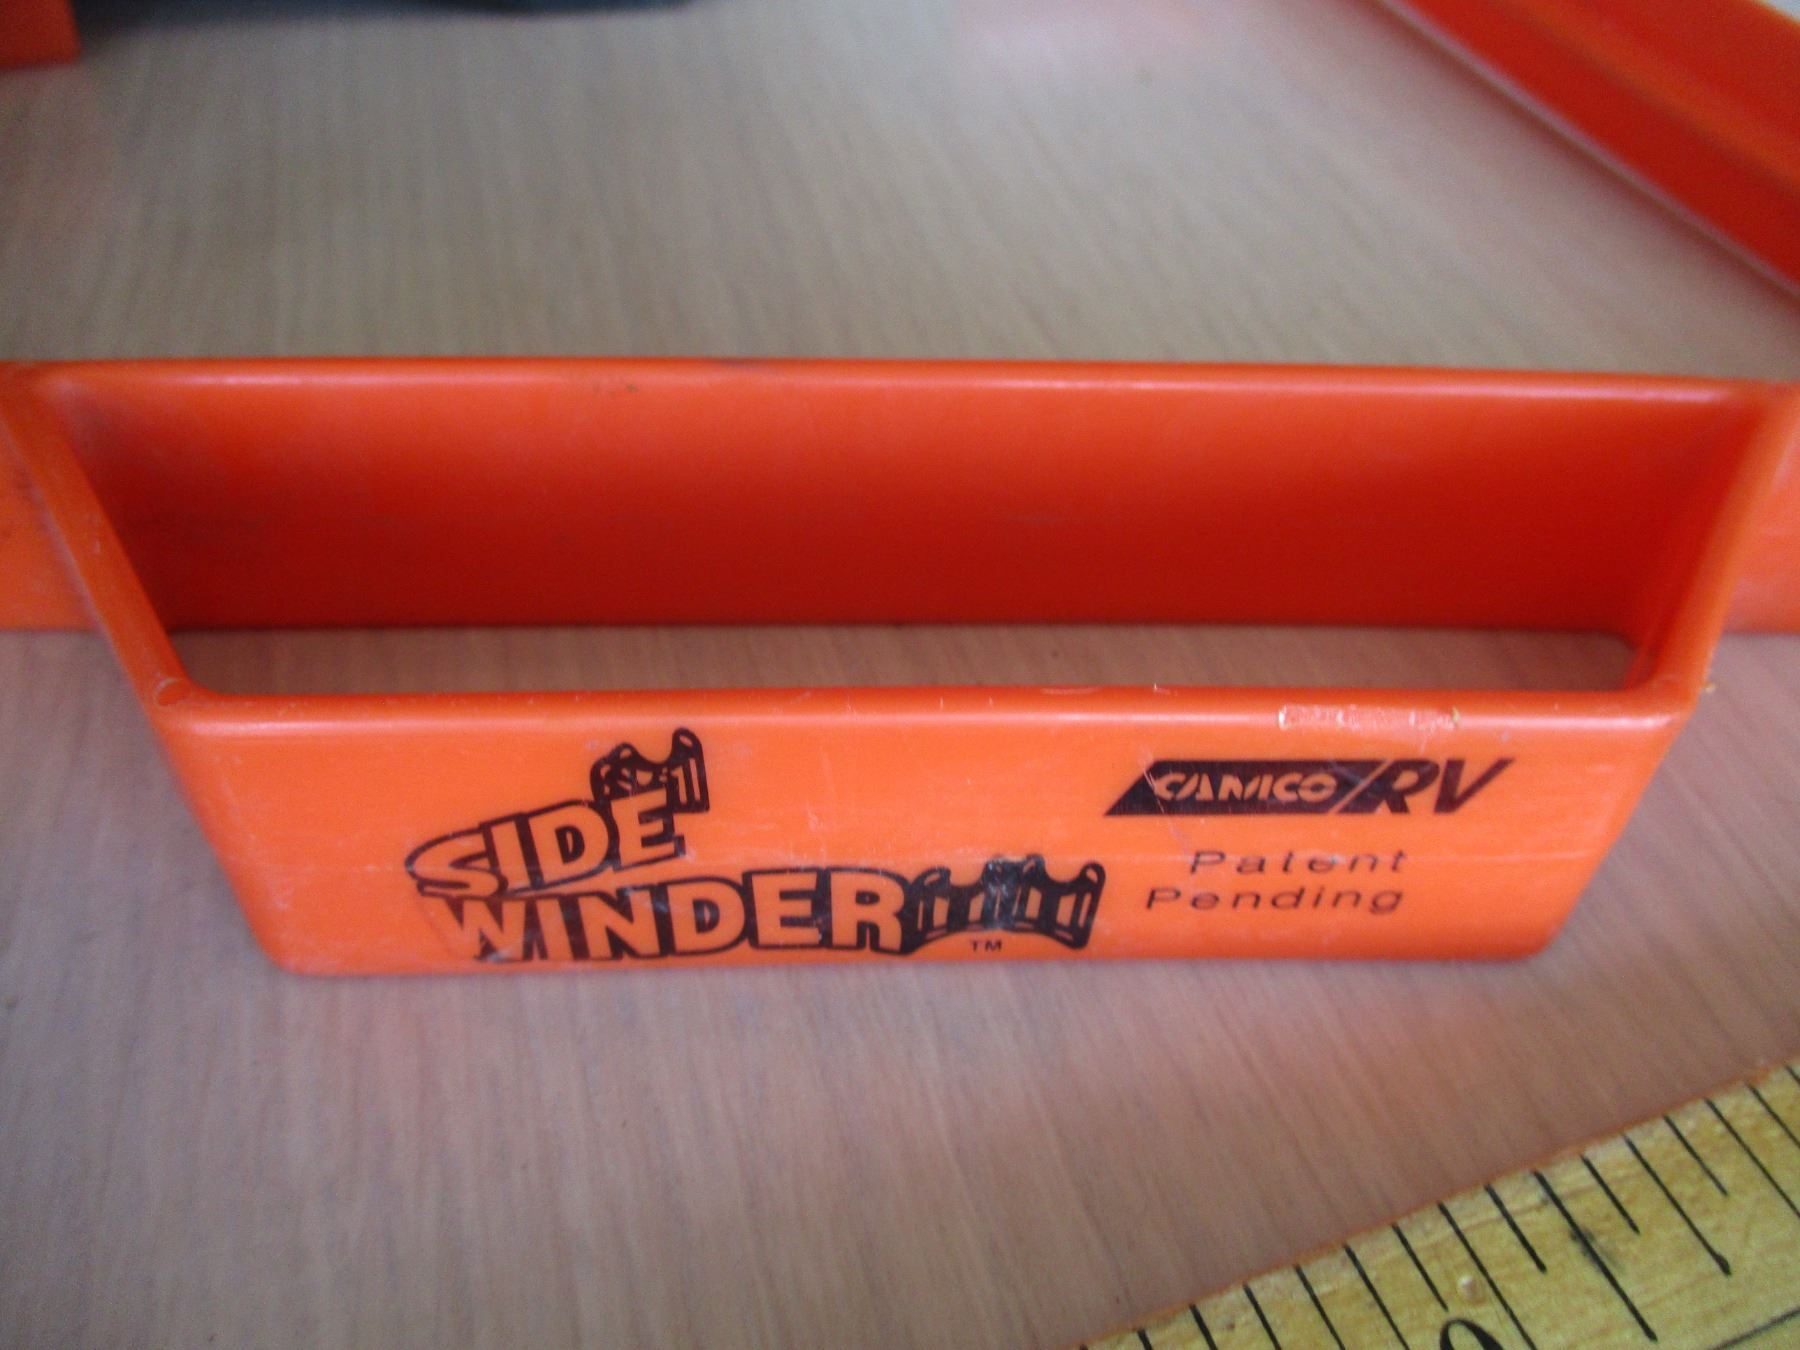 SIDE
WINDER
TM
CAMCO RV
Patent
Pending